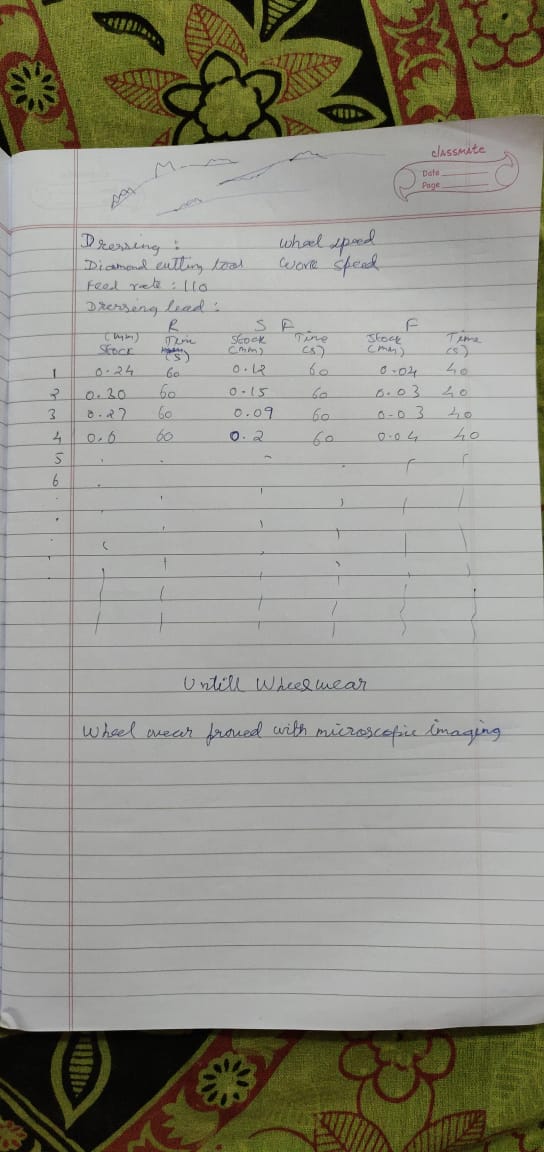 classmate
Date
Page
Dressing : Wheel speed
Diamond cutting tool Work speed
Feed rate : 110
Dressing lead :
R S F F
(mm) Time Stock Time Stock Time
Stock (s) (mm) (s) (mm) (s)
1 0.24 60 0.12 60 0.04 40
2 0.30 60 0.15 60 0.03 40
3 0.27 60 0.09 60 0.03 40
4 0.6 60 0.2 60 0.04 40
5
6
Untill Wheelwear
Wheel wear proved with microscopic imaging